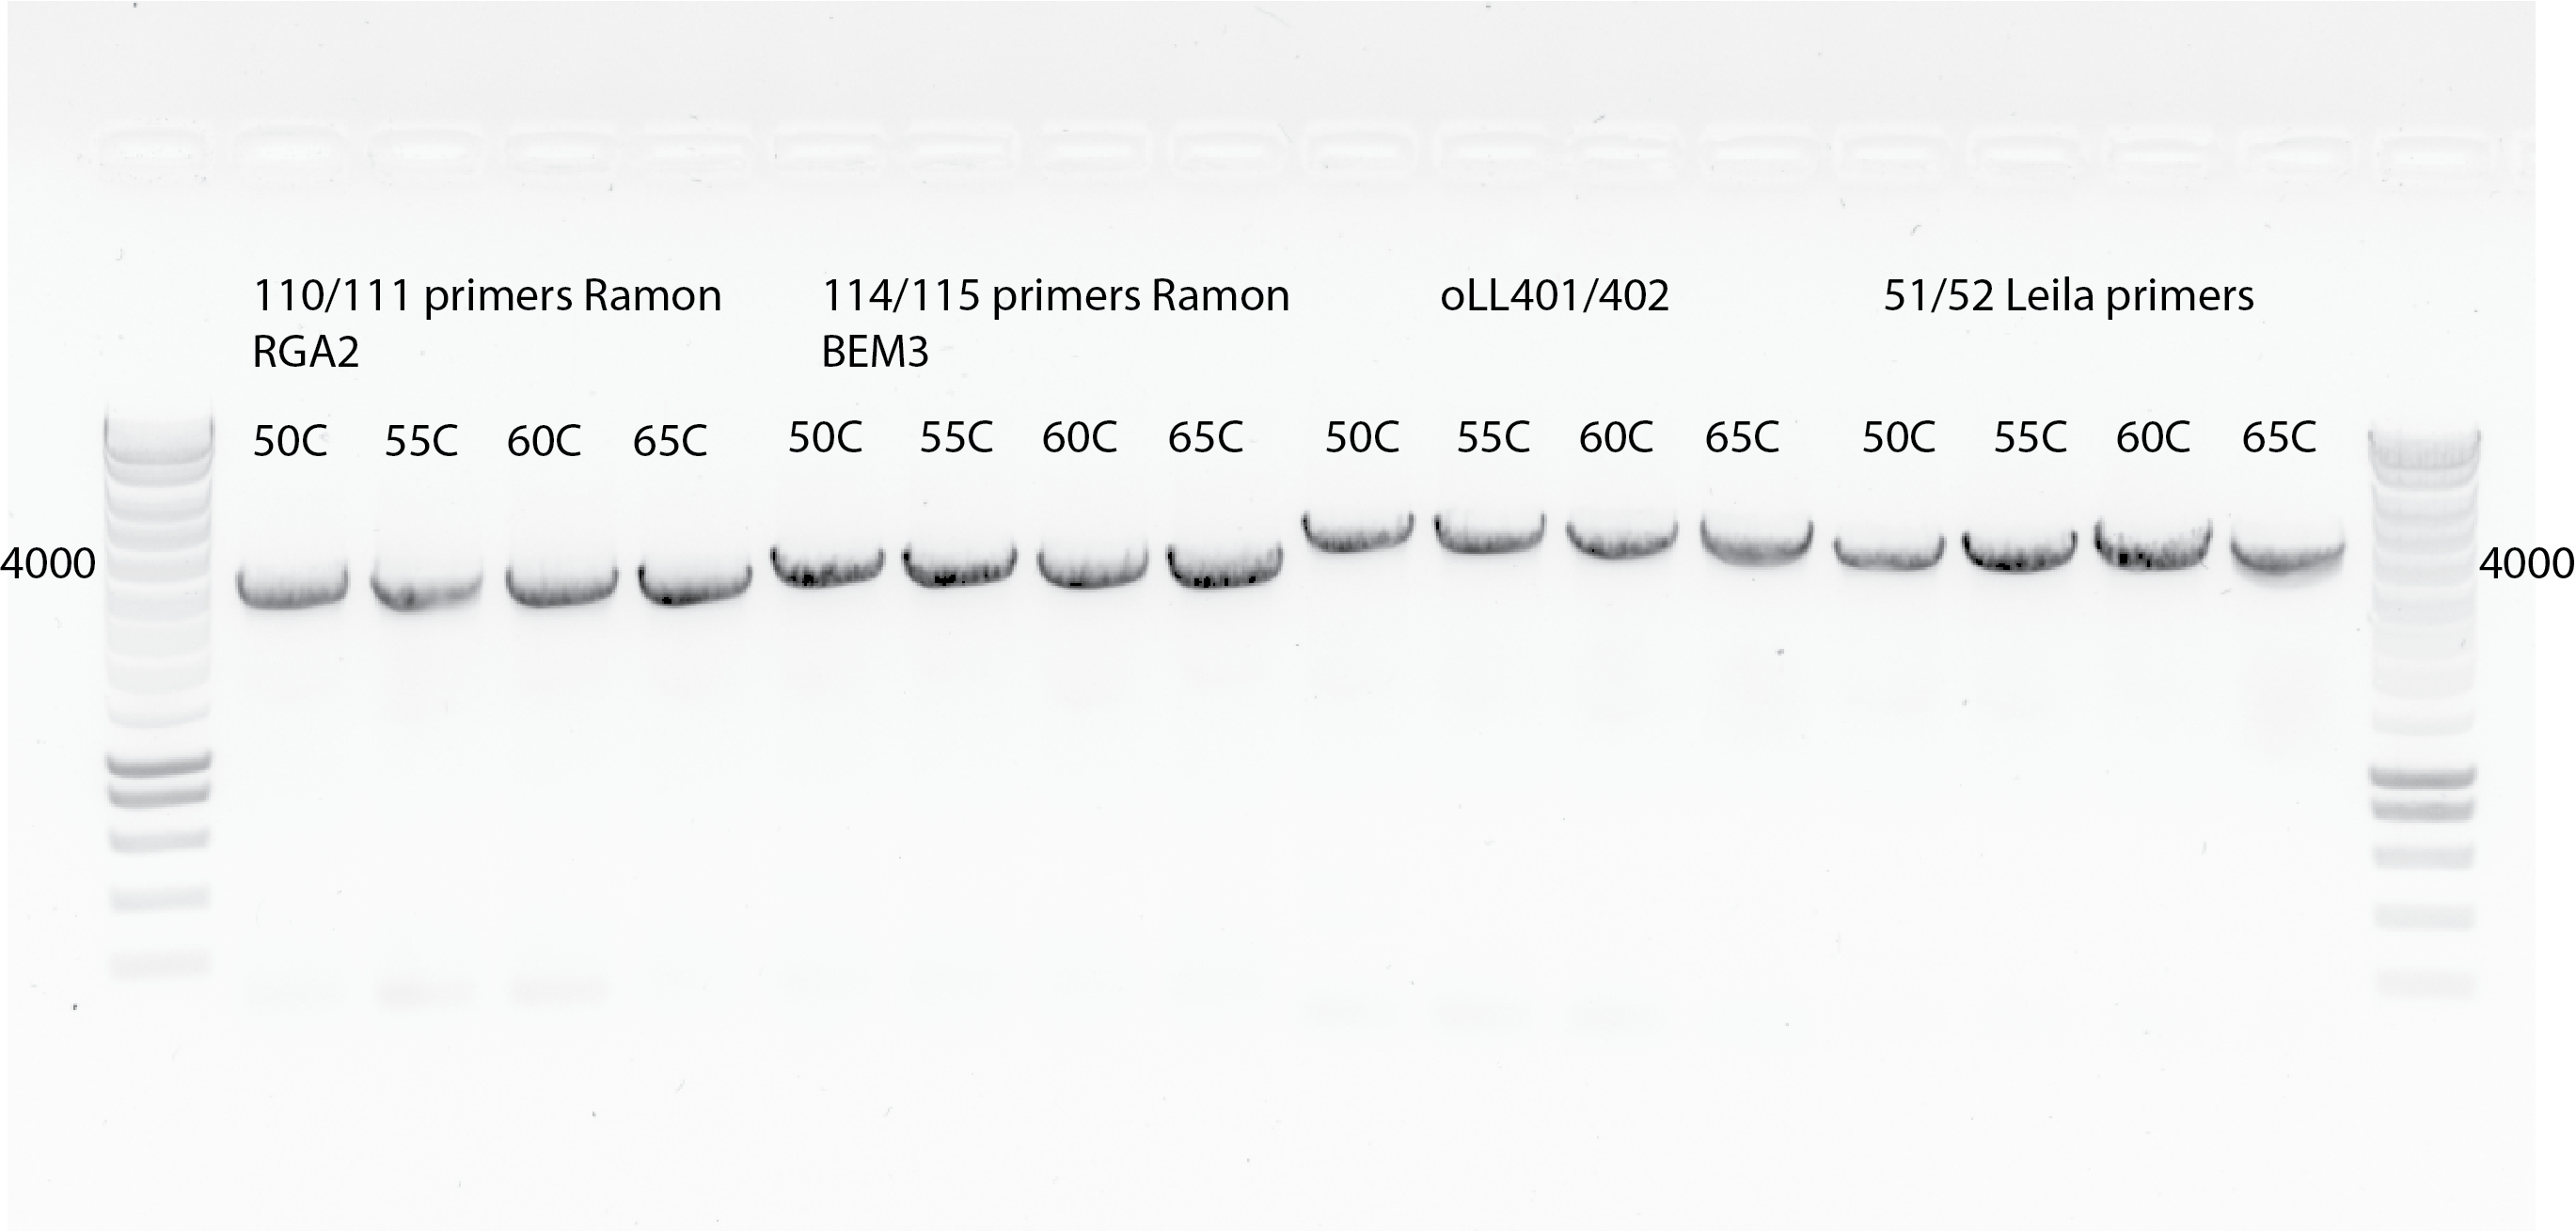 110/111 primers Ramon
RGA2
114/115 primers Ramon
BEM3
oLL401/402
51/52 Leila primers
50C 55C 60C 65C 50C 55C 60C 65C 50C 55C 60C 65C 50C 55C 60C 65C
4000 4000